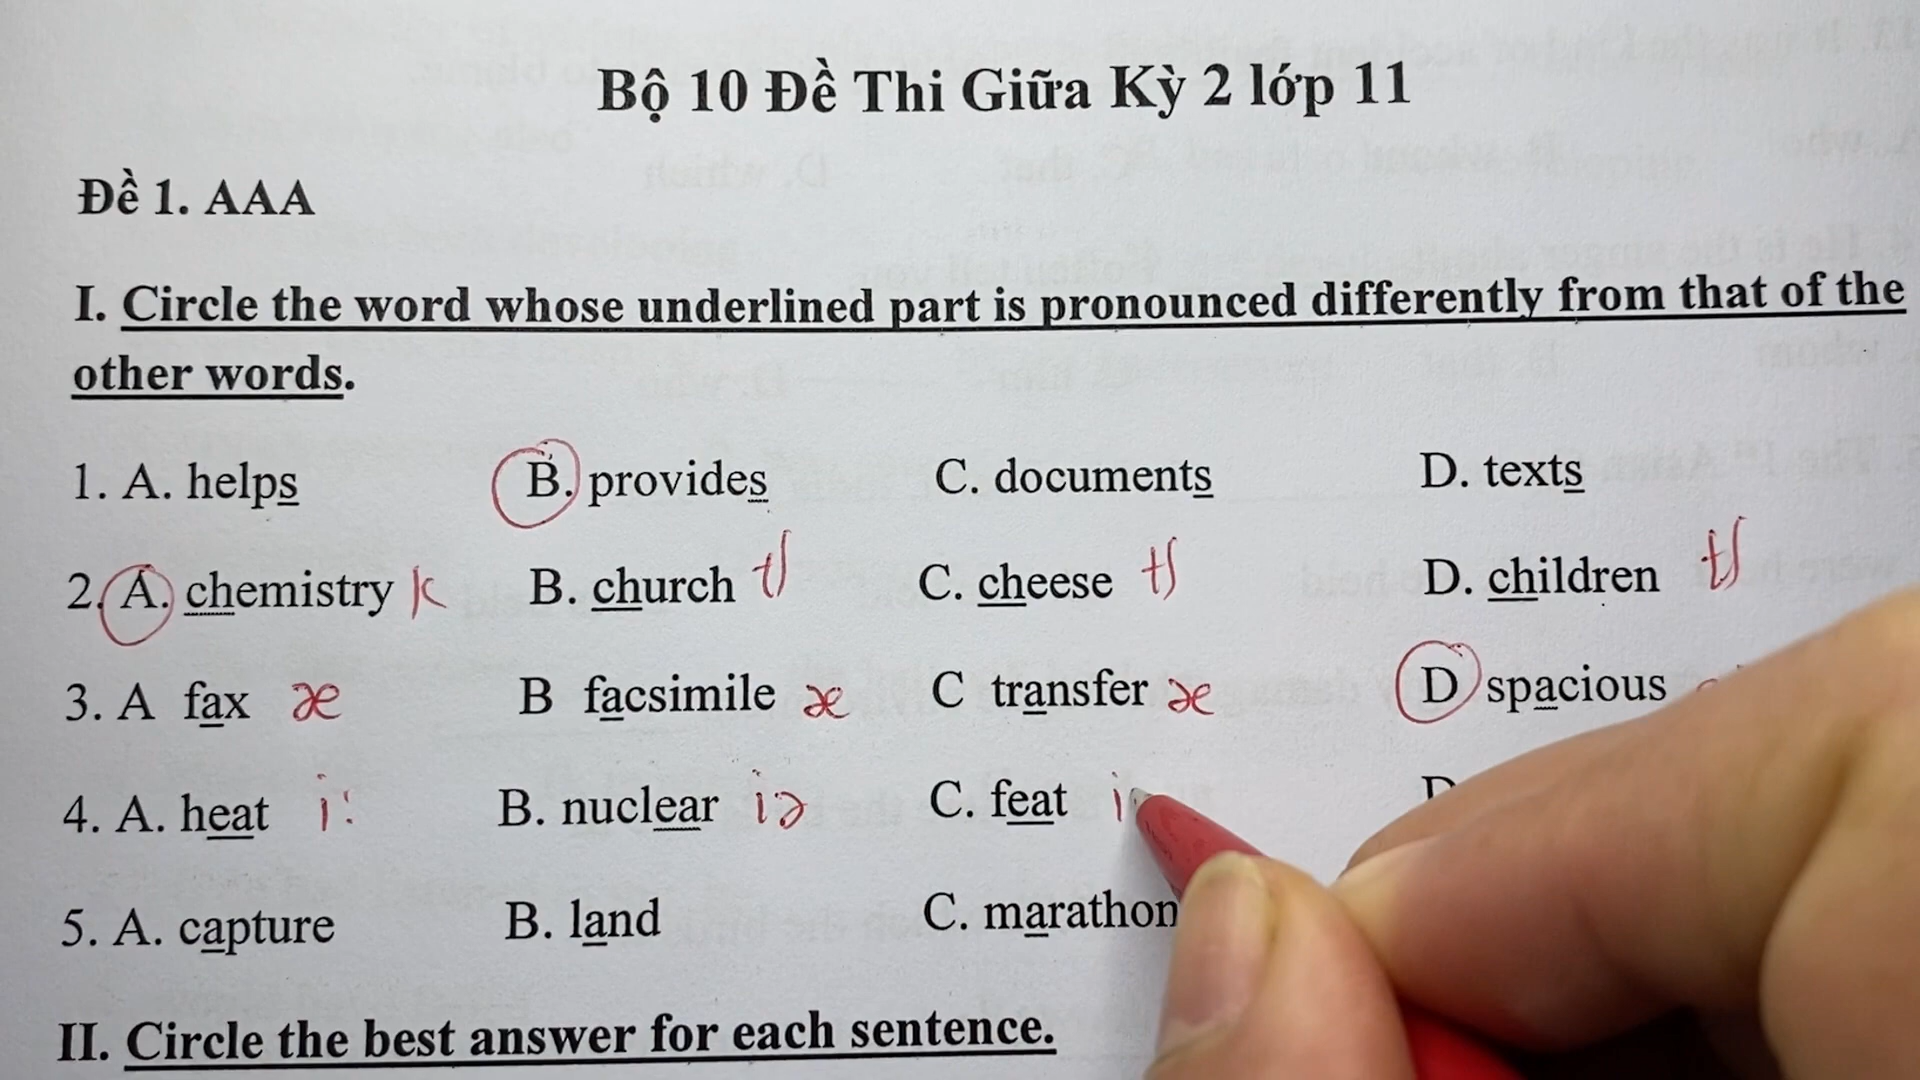 Bộ 10 Đề Thi Giữa Kỳ 2 lớp 11
Đề 1. AAA
I. Circle the word whose underlined part is pronounced differently from that of the
other words.
1. A. helps B. provides C. documents D. texts
2. A. chemistry k B. church tʃ C. cheese tʃ D. children tʃ
3. A fax æ B facsimile æ C transfer æ D spacious
4. A. heat i: B. nuclear iə C. feat i
5. A. capture B. land C. marathon
II. Circle the best answer for each sentence.